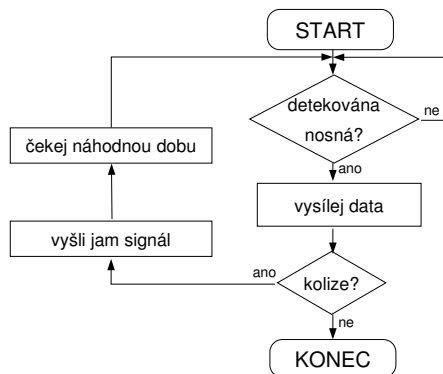 START
detekována
nosná?
ne
ano
čekej náhodnou dobu
vysílej data
vyšli jam signál
ano
kolize?
ne
KONEC